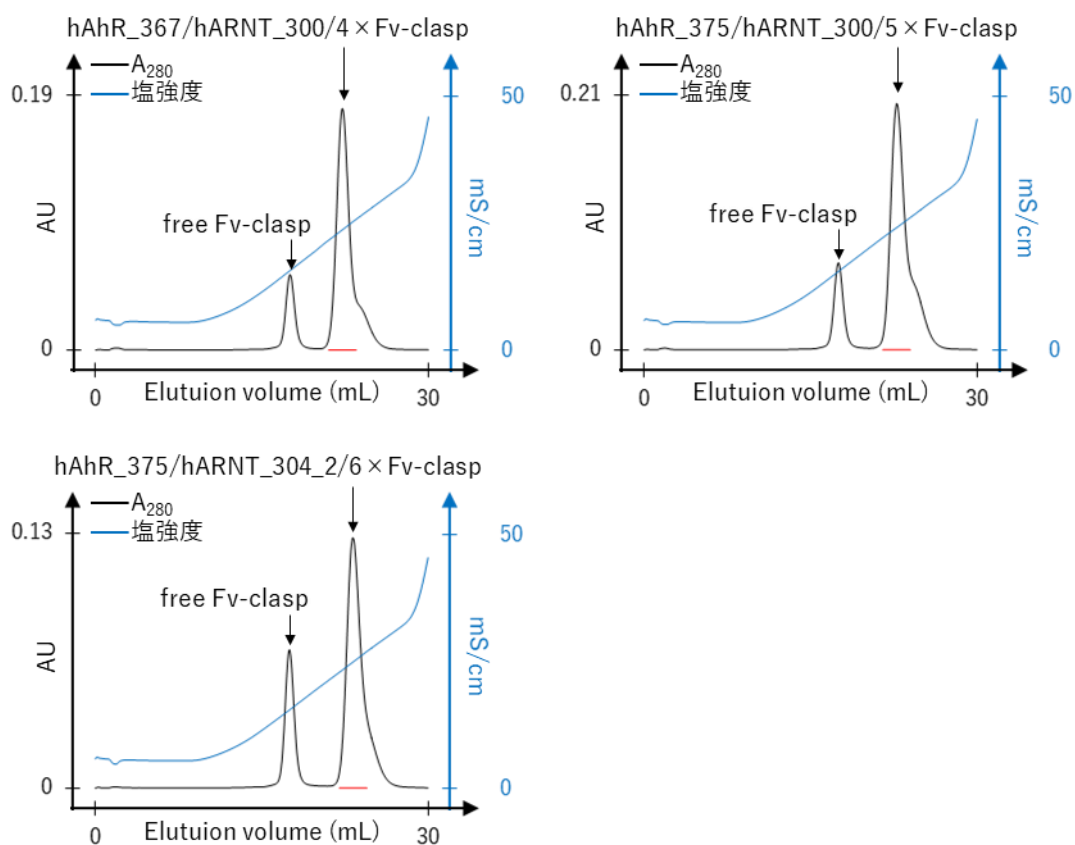 hAhR_367/hARNT_300/4×Fv-clasp
A280
塩強度
0.19
50
AU
mS/cm
free Fv-clasp
0
0
Elutuion volume (mL)
0
30
hAhR_375/hARNT_300/5×Fv-clasp
A280
塩強度
0.21
50
AU
mS/cm
free Fv-clasp
0
0
Elutuion volume (mL)
0
30
hAhR_375/hARNT_304_2/6×Fv-clasp
A280
塩強度
0.13
50
free Fv-clasp
AU
mS/cm
0
0
Elutuion volume (mL)
0
30